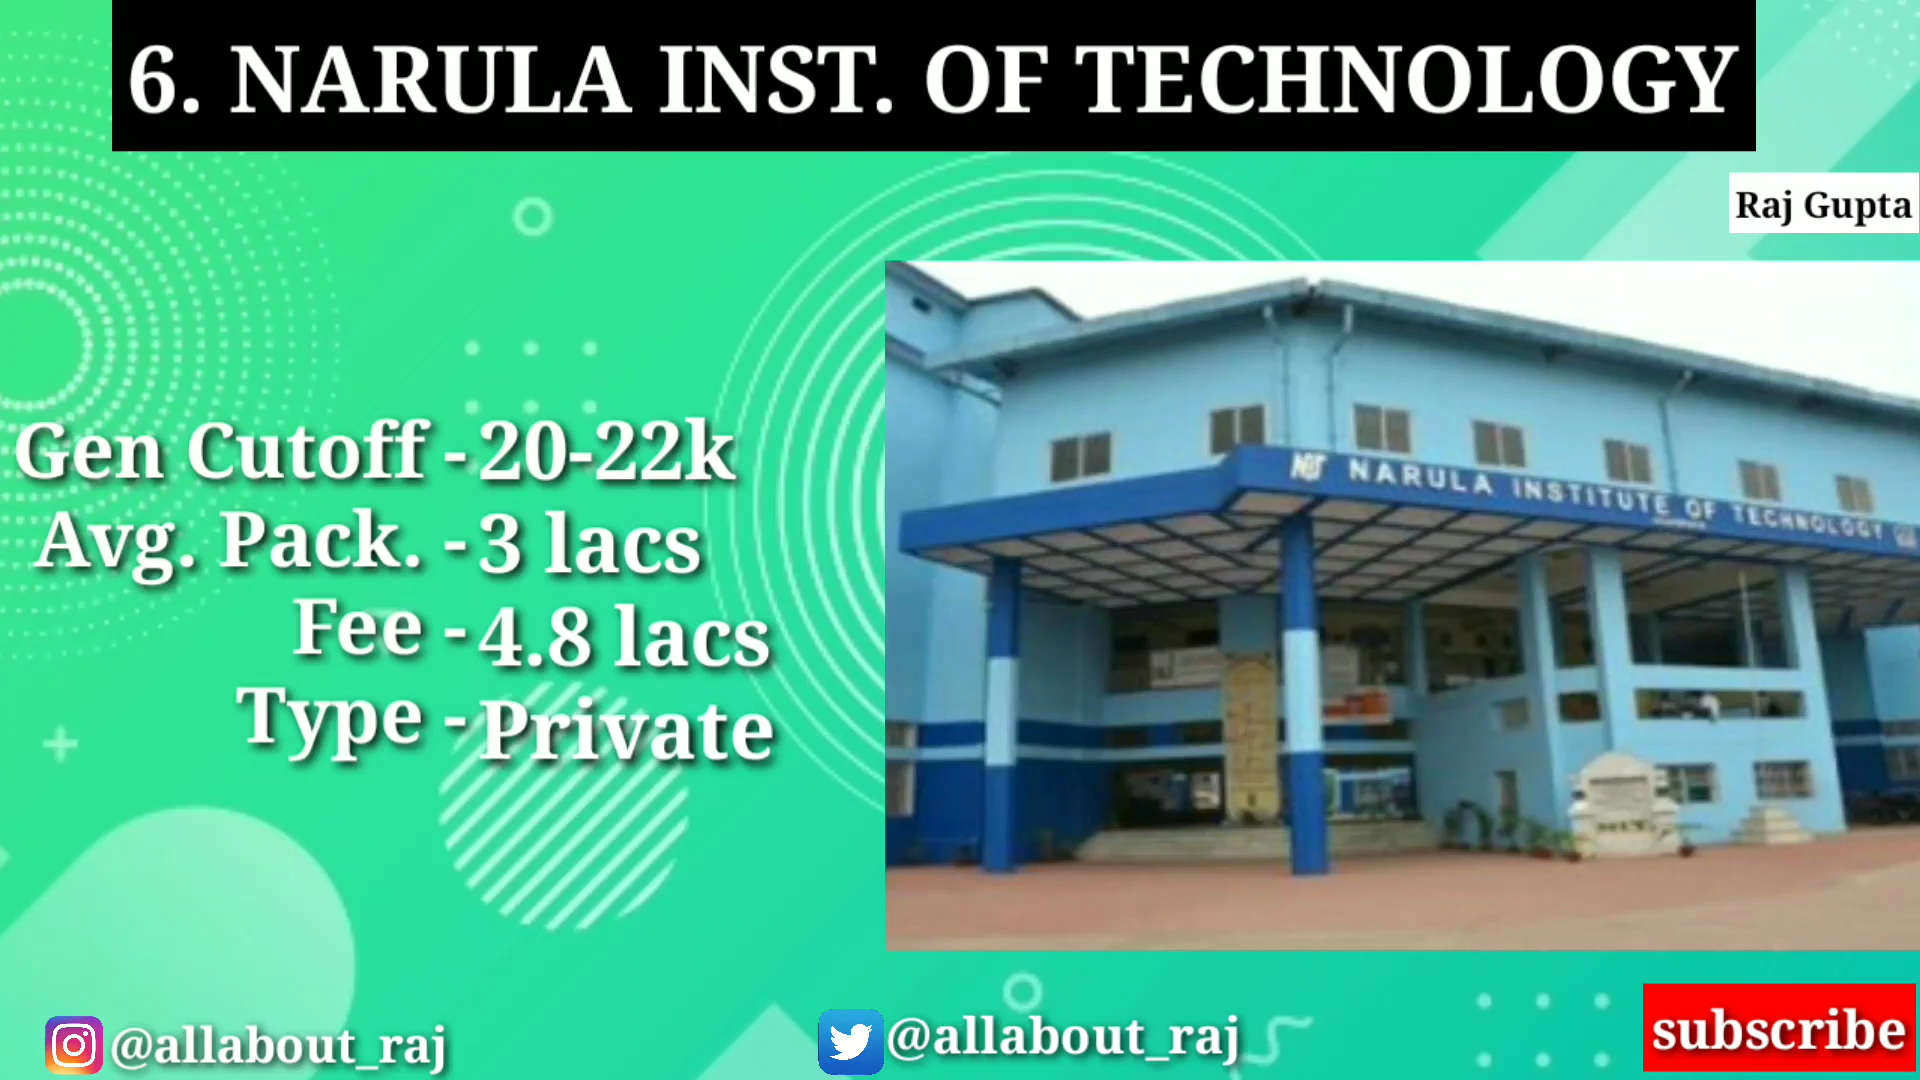 6. NARULA INST. OF TECHNOLOGY
Raj Gupta
Gen Cutoff - 20-22k
Avg. Pack. - 3 lacs
Fee - 4.8 lacs
Type - Private
NiT NARULA INSTITUTE OF TECHNOLOGY
@allabout_raj
@allabout_raj
subscribe